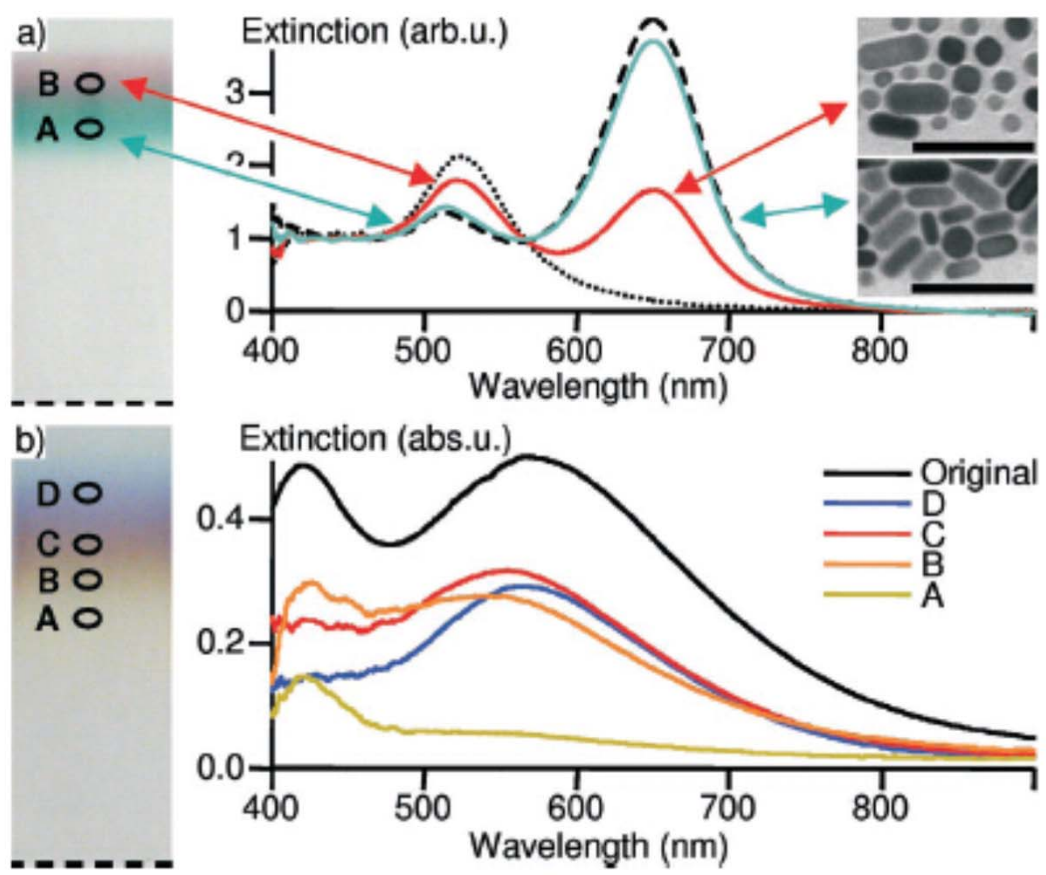 a)
B
A
Extinction (arb.u.)
3
2
1
0
400 500 600 700 800
Wavelength (nm)
b)
D
C
B
A
Extinction (abs.u.)
0.4
0.2
0.0
400 500 600 700 800
Wavelength (nm)
Original
D
C
B
A